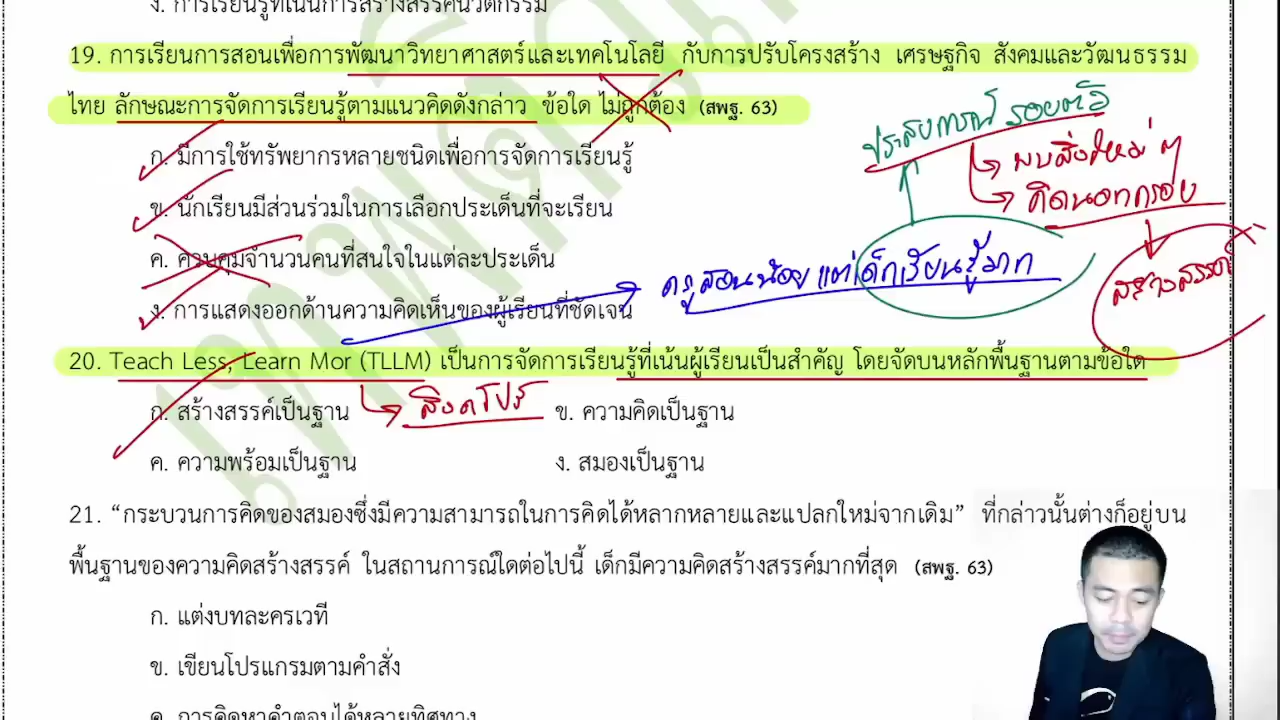 ง. การเรียนรู้ที่เน้นการสร้างสรรค์นวัตกรรม
19. การเรียนการสอนเพื่อการพัฒนาวิทยาศาสตร์และเทคโนโลยี กับการปรับโครงสร้าง เศรษฐกิจ สังคมและวัฒนธรรม
ไทย ลักษณะการจัดการเรียนรู้ตามแนวคิดดังกล่าว ข้อใด ไม่ถูกต้อง (สพฐ. 63)
ประสบการณ์ รอบตัว
ก. มีการใช้ทรัพยากรหลายชนิดเพื่อการจัดการเรียนรู้
พบสิ่งใหม่ ๆ
ข. นักเรียนมีส่วนร่วมในการเลือกประเด็นที่จะเรียน
คิดนอกกรอบ
ค. ควบคุมจำนวนคนที่สนใจในแต่ละประเด็น
ครูสอนน้อย แต่เด็กเรียนรู้มาก
สร้างสรรค์
ง. การแสดงออกด้านความคิดเห็นของผู้เรียนที่ชัดเจน
20. Teach Less, Learn Mor (TLLM) เป็นการจัดการเรียนรู้ที่เน้นผู้เรียนเป็นสำคัญ โดยจัดบนหลักพื้นฐานตามข้อใด
ก. สร้างสรรค์เป็นฐาน สิงคโปร์ ข. ความคิดเป็นฐาน
ค. ความพร้อมเป็นฐาน ง. สมองเป็นฐาน
21. “กระบวนการคิดของสมองซึ่งมีความสามารถในการคิดได้หลากหลายและแปลกใหม่จากเดิม” ที่กล่าวนั้นต่างก็อยู่บน
พื้นฐานของความคิดสร้างสรรค์ ในสถานการณ์ใดต่อไปนี้ เด็กมีความคิดสร้างสรรค์มากที่สุด (สพฐ. 63)
ก. แต่งบทละครเวที
ข. เขียนโปรแกรมตามคำสั่ง
ค. การคิดหาคำตอบได้หลายทิศทาง